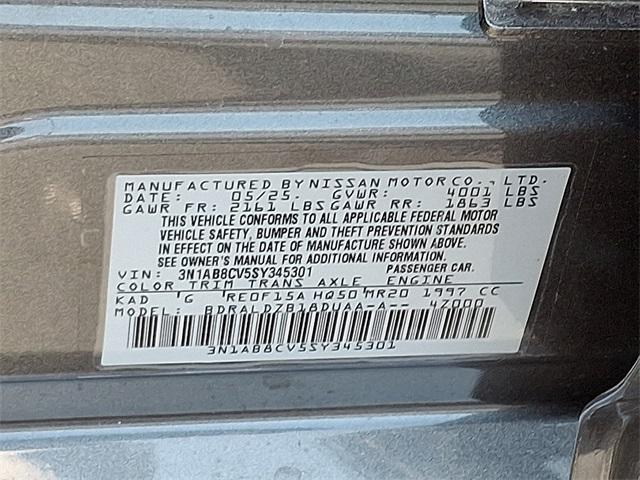 MANUFACTURED BY NISSAN MOTOR CO., LTD.
DATE: 05/25. GVWR: 4001 LBS
GAWR FR: 2161 LBS GAWR RR: 1863 LBS
THIS VEHICLE CONFORMS TO ALL APPLICABLE FEDERAL MOTOR
VEHICLE SAFETY, BUMPER AND THEFT PREVENTION STANDARDS
IN EFFECT ON THE DATE OF MANUFACTURE SHOWN ABOVE.
SEE OWNER'S MANUAL FOR ADDITIONAL INFORMATION.
VIN: 3N1AB8CV5SY345301 PASSENGER CAR.
COLOR TRIM TRANS AXLE ENGINE
KAD 'G 'RE0F15A HQ50'MR20 1997 CC
MODEL: BDRALDZB18DUAA-A-- 47000
3N1AB8CV5SY345301